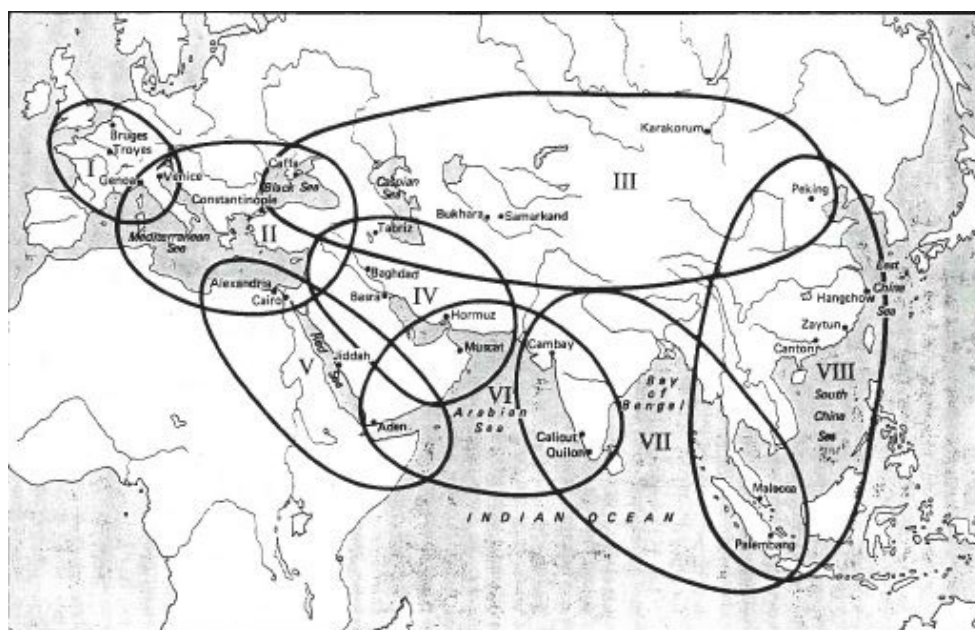 Bruges
Troyes
I
Genoa
Venice
Caffa
Black Sea
Constantinople
II
Mediterranean
Sea
Caspian
Sea
Karakorum
III
Bukhara
Samarkand
Peking
Tabriz
Baghdad
Basra
IV
Alexandria
Cairo
Hormuz
Muscat
Red
Sea
Jiddah
V
Aden
VI
Arabian
Sea
Cambay
Calicut
Quilon
Bay
of
Bengal
VII
East
China
Sea
Hangchow
Zaytun
Canton
VIII
South
China
Sea
Malacca
Palembang
INDIAN OCEAN